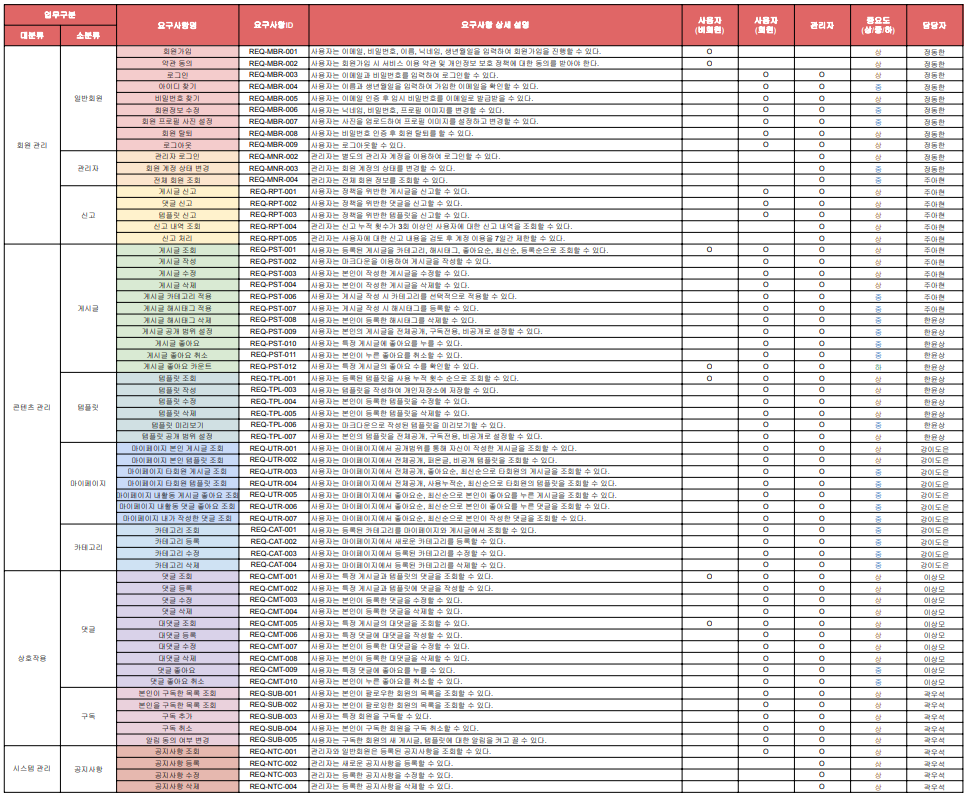 업무구분 요구사항명 요구사항ID 요구사항 상세 설명 사용자 (비회원) 사용자 (회원) 관리자 중요도 (상/중/하) 담당자
대분류 소분류
회원 관리 일반회원 회원가입 REQ-MBR-001 사용자는 이메일, 비밀번호, 이름, 닉네임, 생년월일을 입력하여 회원가입을 진행할 수 있다. O 상 정동한
약관 동의 REQ-MBR-002 사용자는 회원가입 시 서비스 이용 약관 및 개인정보 보호 정책에 대한 동의를 받아야 한다. O 상 정동한
로그인 REQ-MBR-003 사용자는 이메일과 비밀번호를 입력하여 로그인할 수 있다. O O 상 정동한
아이디 찾기 REQ-MBR-004 사용자는 이름과 생년월일을 입력하여 가입한 이메일을 확인할 수 있다. O O 중 정동한
비밀번호 찾기 REQ-MBR-005 사용자는 이메일 인증 후 임시 비밀번호를 이메일로 발급받을 수 있다. O O 상 정동한
회원정보 수정 REQ-MBR-006 사용자는 닉네임, 비밀번호, 프로필 이미지를 변경할 수 있다. O O 중 정동한
회원 프로필 사진 설정 REQ-MBR-007 사용자는 사진을 업로드하여 프로필 이미지를 설정하고 변경할 수 있다. O O 중 정동한
회원 탈퇴 REQ-MBR-008 사용자는 비밀번호 인증 후 회원 탈퇴를 할 수 있다. O O 상 정동한
로그아웃 REQ-MBR-009 사용자는 로그아웃할 수 있다. O O 상 정동한
관리자 관리자 로그인 REQ-MNR-002 관리자는 별도의 관리자 계정을 이용하여 로그인할 수 있다. O 상 정동한
회원 계정 상태 변경 REQ-MNR-003 관리자는 회원 계정의 상태를 변경할 수 있다. O 중 정동한
전체 회원 조회 REQ-MNR-004 관리자는 전체 회원 정보를 조회할 수 있다. O 중 주아현
신고 게시글 신고 REQ-RPT-001 사용자는 정책을 위반한 게시글을 신고할 수 있다. O O 상 주아현
댓글 신고 REQ-RPT-002 사용자는 정책을 위반한 댓글을 신고할 수 있다. O O 상 주아현
템플릿 신고 REQ-RPT-003 사용자는 정책을 위반한 템플릿을 신고할 수 있다. O O 상 주아현
신고 내역 조회 REQ-RPT-004 관리자는 신고 누적 횟수가 3회 이상인 사용자에 대한 신고 내역을 조회할 수 있다. O 상 주아현
신고 처리 REQ-RPT-005 관리자는 사용자에 대한 신고 내용을 검토 후 계정 이용을 7일간 제한할 수 있다. O 상 주아현
콘텐츠 관리 게시글 게시글 조회 REQ-PST-001 사용자는 등록된 게시글을 카테고리, 해시태그, 좋아요순, 최신순, 등록순으로 조회할 수 있다. O O O 상 주아현
게시글 작성 REQ-PST-002 사용자는 마크다운을 이용하여 게시글을 작성할 수 있다. O O 상 주아현
게시글 수정 REQ-PST-003 사용자는 본인이 작성한 게시글을 수정할 수 있다. O O 상 주아현
게시글 삭제 REQ-PST-004 사용자는 본인이 작성한 게시글을 삭제할 수 있다. O O 상 주아현
게시글 카테고리 적용 REQ-PST-006 사용자는 게시글 작성 시 카테고리를 선택적으로 적용할 수 있다. O O 중 주아현
게시글 해시태그 적용 REQ-PST-007 사용자는 게시글 작성 시 해시태그를 등록할 수 있다. O O 중 주아현
게시글 해시태그 삭제 REQ-PST-008 사용자는 본인이 등록한 해시태그를 삭제할 수 있다. O O 중 한윤상
게시글 공개 범위 설정 REQ-PST-009 사용자는 본인의 게시글을 전체공개, 구독전용, 비공개로 설정할 수 있다. O O 중 한윤상
게시글 좋아요 REQ-PST-010 사용자는 특정 게시글에 좋아요를 누를 수 있다. O O 중 한윤상
게시글 좋아요 취소 REQ-PST-011 사용자는 본인이 누른 좋아요를 취소할 수 있다. O O 중 한윤상
게시글 좋아요 카운트 REQ-PST-012 사용자는 특정 게시글의 좋아요 수를 확인할 수 있다. O O O 하 한윤상
템플릿 템플릿 조회 REQ-TPL-001 사용자는 등록된 템플릿을 사용 누적 횟수 순으로 조회할 수 있다. O O O 상 한윤상
템플릿 작성 REQ-TPL-003 사용자는 템플릿을 작성하여 개인저장소에 저장할 수 있다. O O 상 한윤상
템플릿 수정 REQ-TPL-004 사용자는 본인이 등록한 템플릿을 수정할 수 있다. O O 상 한윤상
템플릿 삭제 REQ-TPL-005 사용자는 본인이 등록한 템플릿을 삭제할 수 있다. O O 상 한윤상
템플릿 미리보기 REQ-TPL-006 사용자는 마크다운으로 작성된 템플릿을 미리보기할 수 있다. O O 중 한윤상
템플릿 공개 범위 설정 REQ-TPL-007 사용자는 본인의 템플릿을 전체공개, 구독전용, 비공개로 설정할 수 있다. O O 상 한윤상
마이페이지 마이페이지 본인 게시글 조회 REQ-UTR-001 사용자는 마이페이지에서 공개범위를 통해 자신이 작성한 게시글을 조회할 수 있다. O O 상 강이도은
마이페이지 본인 템플릿 조회 REQ-UTR-002 사용자는 마이페이지에서 전체공개, 퍼온글, 비공개 템플릿을 조회할 수 있다. O O 상 강이도은
마이페이지 타회원 게시글 조회 REQ-UTR-003 사용자는 마이페이지에서 전체공개, 좋아요순, 최신순으로 타회원의 게시글을 조회할 수 있다. O O 중 강이도은
마이페이지 타회원 템플릿 조회 REQ-UTR-004 사용자는 마이페이지에서 전체공개, 사용누적순, 최신순으로 타회원의 템플릿을 조회할 수 있다. O O 중 강이도은
마이페이지 내활동 게시글 좋아요 조회 REQ-UTR-005 사용자는 마이페이지에서 좋아요순, 최신순으로 본인이 좋아요를 누른 게시글을 조회할 수 있다. O O 중 강이도은
마이페이지 내활동 댓글 좋아요 조회 REQ-UTR-006 사용자는 마이페이지에서 좋아요순, 최신순으로 본인이 좋아요를 누른 댓글을 조회할 수 있다. O O 중 강이도은
마이페이지 내가 작성한 댓글 조회 REQ-UTR-007 사용자는 마이페이지에서 좋아요순, 최신순으로 본인이 작성한 댓글을 조회할 수 있다. O O 중 강이도은
카테고리 카테고리 조회 REQ-CAT-001 사용자는 등록된 카테고리를 마이페이지와 게시글에서 조회할 수 있다. O O 중 강이도은
카테고리 등록 REQ-CAT-002 사용자는 마이페이지에서 새로운 카테고리를 등록할 수 있다. O O 중 강이도은
카테고리 수정 REQ-CAT-003 사용자는 마이페이지에서 등록된 카테고리를 수정할 수 있다. O O 중 강이도은
카테고리 삭제 REQ-CAT-004 사용자는 마이페이지에서 등록된 카테고리를 삭제할 수 있다. O O 중 강이도은
상호작용 댓글 댓글 조회 REQ-CMT-001 사용자는 특정 게시글과 템플릿의 댓글을 조회할 수 있다. O O O 상 이상모
댓글 등록 REQ-CMT-002 사용자는 특정 게시글과 템플릿에 댓글을 작성할 수 있다. O O 상 이상모
댓글 수정 REQ-CMT-003 사용자는 본인이 등록한 댓글을 수정할 수 있다. O O 상 이상모
댓글 삭제 REQ-CMT-004 사용자는 본인이 등록한 댓글을 삭제할 수 있다. O O 상 이상모
대댓글 조회 REQ-CMT-005 사용자는 특정 게시글의 대댓글을 조회할 수 있다. O O O 상 이상모
대댓글 등록 REQ-CMT-006 사용자는 특정 댓글에 대댓글을 작성할 수 있다. O O 상 이상모
대댓글 수정 REQ-CMT-007 사용자는 본인이 등록한 대댓글을 수정할 수 있다. O O 상 이상모
대댓글 삭제 REQ-CMT-008 사용자는 본인이 등록한 대댓글을 삭제할 수 있다. O O 상 이상모
댓글 좋아요 REQ-CMT-009 사용자는 특정 댓글에 좋아요를 누를 수 있다. O O 중 이상모
댓글 좋아요 취소 REQ-CMT-010 사용자는 본인이 누른 좋아요를 취소할 수 있다. O O 중 이상모
구독 본인이 구독한 목록 조회 REQ-SUB-001 사용자는 본인이 팔로우한 회원의 목록을 조회할 수 있다. O O 상 곽우석
본인을 구독한 목록 조회 REQ-SUB-002 사용자는 본인이 팔로잉한 회원의 목록을 조회할 수 있다. O O 상 곽우석
구독 추가 REQ-SUB-003 사용자는 특정 회원을 구독할 수 있다. O O 상 곽우석
구독 취소 REQ-SUB-004 사용자는 본인이 구독한 회원을 구독 취소할 수 있다. O O 상 곽우석
알림 동의 여부 변경 REQ-SUB-005 사용자는 구독한 회원의 새 게시글, 템플릿에 대한 알림을 켜고 끌 수 있다. O O 상 곽우석
시스템 관리 공지사항 공지사항 조회 REQ-NTC-001 관리자와 일반회원은 등록된 공지사항을 조회할 수 있다. O O 상 곽우석
공지사항 등록 REQ-NTC-002 관리자는 새로운 공지사항을 등록할 수 있다. O 상 곽우석
공지사항 수정 REQ-NTC-003 관리자는 등록한 공지사항을 수정할 수 있다. O 상 곽우석
공지사항 삭제 REQ-NTC-004 관리자는 등록한 공지사항을 삭제할 수 있다. O 상 곽우석